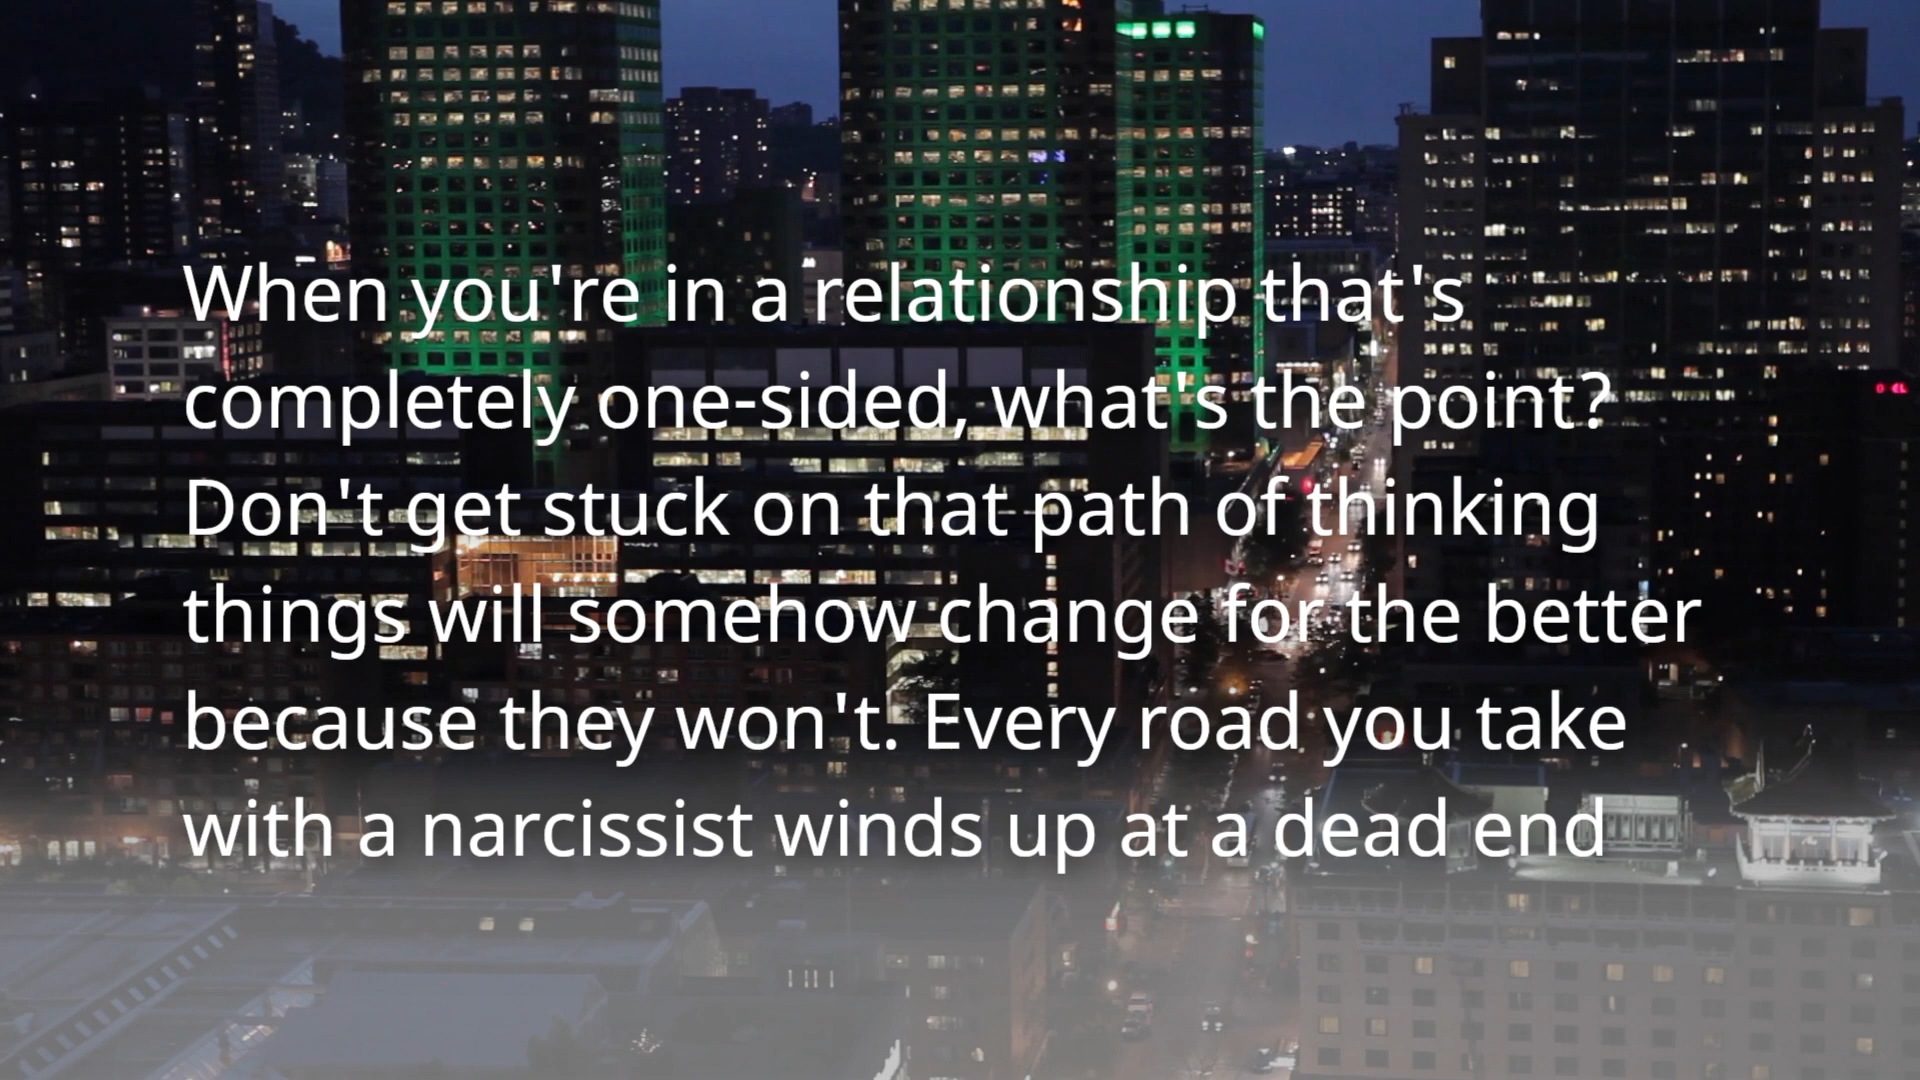 When you're in a relationship that's
completely one-sided, what's the point?
Don't get stuck on that path of thinking
things will somehow change for the better
because they won't. Every road you take
with a narcissist winds up at a dead end